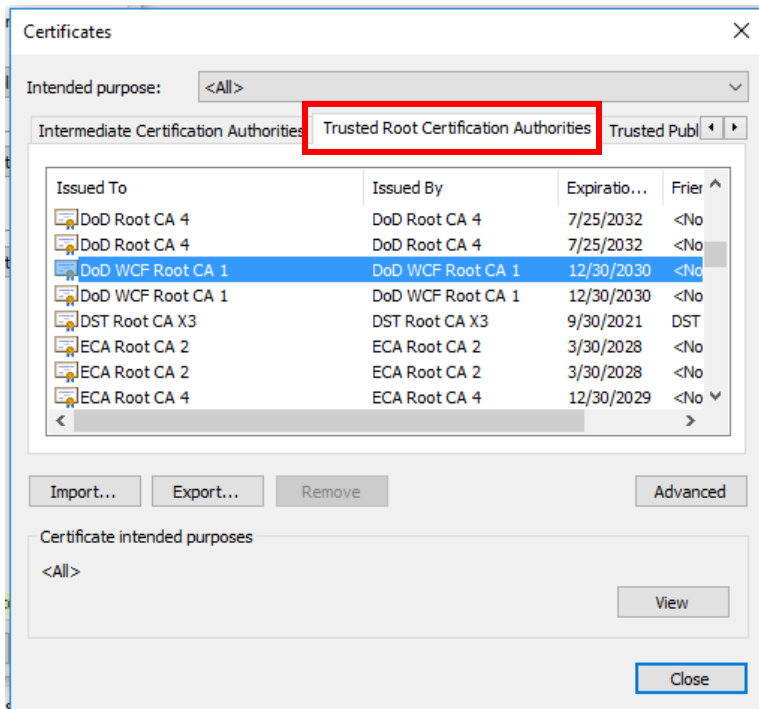 Certificates
Intended purpose: <All>
Intermediate Certification Authorities Trusted Root Certification Authorities Trusted Publ
Issued To Issued By Expiratio... Frier
DoD Root CA 4 DoD Root CA 4 7/25/2032 <No
DoD Root CA 4 DoD Root CA 4 7/25/2032 <No
DoD WCF Root CA 1 DoD WCF Root CA 1 12/30/2030 <No
DoD WCF Root CA 1 DoD WCF Root CA 1 12/30/2030 <No
DST Root CA X3 DST Root CA X3 9/30/2021 DST
ECA Root CA 2 ECA Root CA 2 3/30/2028 <No
ECA Root CA 2 ECA Root CA 2 3/30/2028 <No
ECA Root CA 4 ECA Root CA 4 12/30/2029 <No
Import... Export... Remove Advanced
Certificate intended purposes
<All>
View
Close